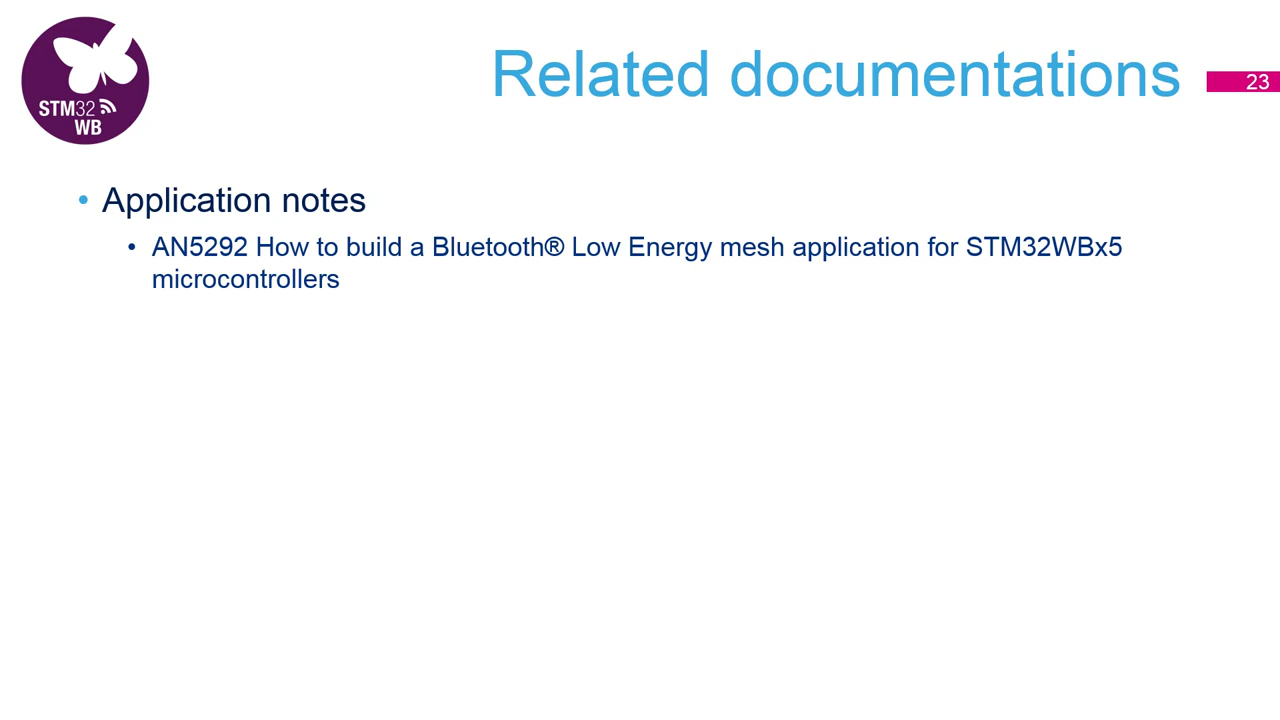 STM32
WB
Related documentations
23
• Application notes
• AN5292 How to build a Bluetooth® Low Energy mesh application for STM32WBx5
microcontrollers